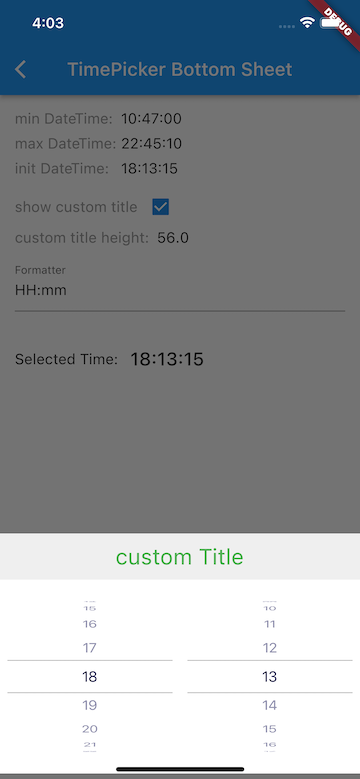 4:03
DEBUG
TimePicker Bottom Sheet
min DateTime: 10:47:00
max DateTime: 22:45:10
init DateTime: 18:13:15
show custom title
custom title height: 56.0
Formatter
HH:mm
Selected Time: 18:13:15
custom Title
15 10
16 11
17 12
18 13
19 14
20 15
21 16